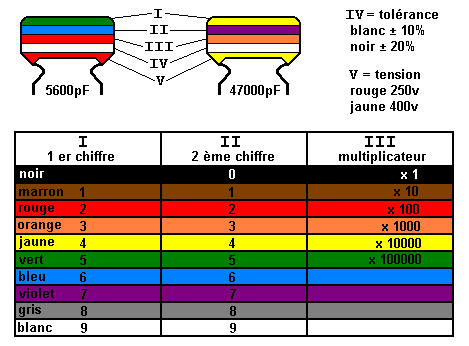 I
II
III
IV
V
5600pF
47000pF
IV = tolérance
blanc ± 10%
noir ± 20%
V = tension
rouge 250v
jaune 400v
I II III
1 er chiffre 2 ème chiffre multiplicateur
noir 0 x 1
marron 1 1 x 10
rouge 2 2 x 100
orange 3 3 x 1000
jaune 4 4 x 10000
vert 5 5 x 100000
bleu 6 6
violet 7 7
gris 8 8
blanc 9 9